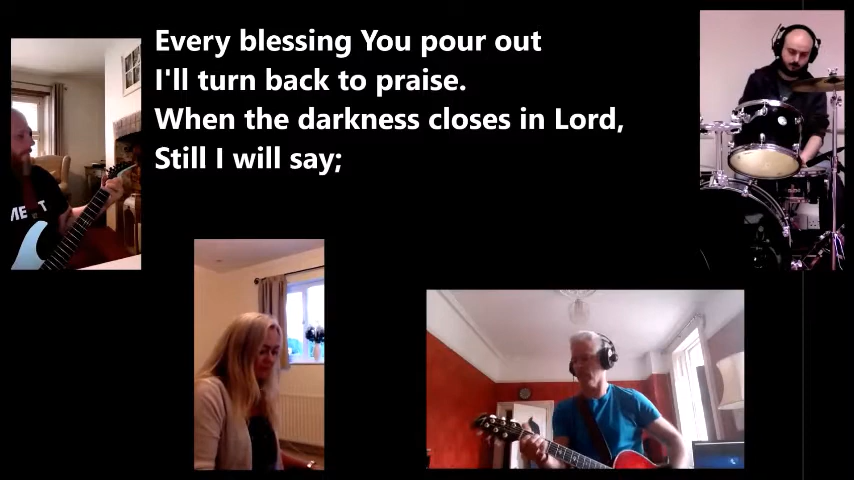 Every blessing You pour out
I'll turn back to praise.
When the darkness closes in Lord,
Still I will say;